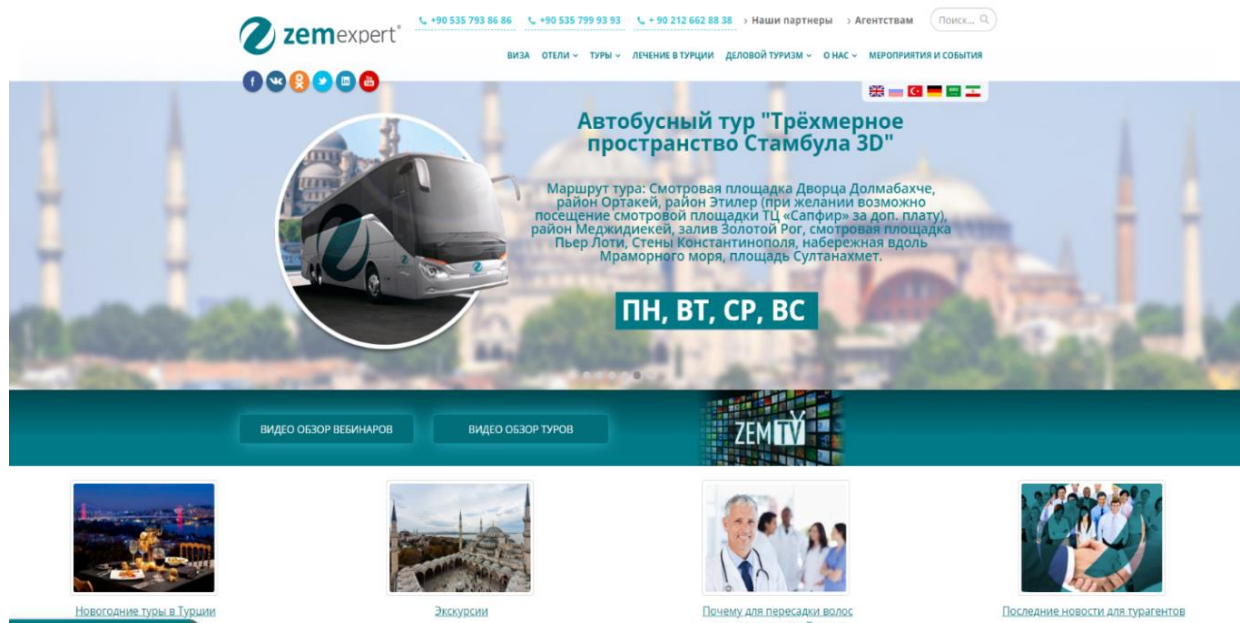 zemexpert®
+90 535 793 86 86 +90 535 799 93 93 + 90 212 662 88 38 > Наши партнеры > Агентствам Поиск...
ВИЗА ОТЕЛИ ТУРЫ ЛЕЧЕНИЕ В ТУРЦИИ ДЕЛОВОЙ ТУРИЗМ О НАС МЕРОПРИЯТИЯ И СОБЫТИЯ
Автобусный тур "Трёхмерное
пространство Стамбула 3D"
Маршрут тура: Смотровая площадка Дворца Долмабахче,
район Ортакей, район Этилер (при желании возможно
посещение смотровой площадки ТЦ «Сапфир» за доп. плату),
район Меджидиекей, залив Золотой Рог, смотровая площадка
Пьер Лоти, Стены Константинополя, набережная вдоль
Мраморного моря, площадь Султанахмет.
ПН, ВТ, СР, ВС
ВИДЕО ОБЗОР ВЕБИНАРОВ ВИДЕО ОБЗОР ТУРОВ ZEM TV
Новогодние туры в Турции Экскурсии Почему для пересадки волос Последние новости для турагентов